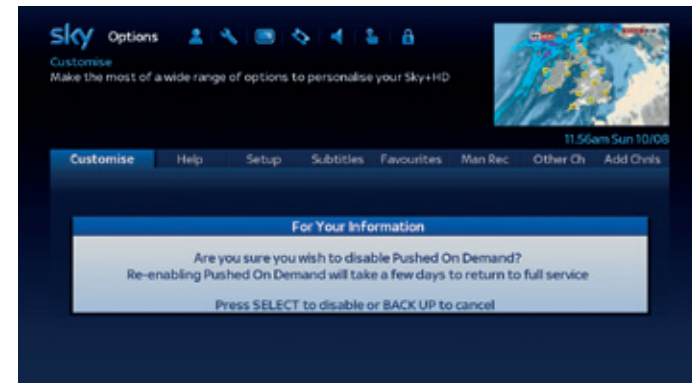 sky Options
Customise
Make the most of a wide range of options to personalise your Sky+HD
11.56am Sun 10/08
Customise Help Setup Subtitles Favourites Man Rec Other Ch Add Chnls
For Your Information
Are you sure you wish to disable Pushed On Demand?
Re-enabling Pushed On Demand will take a few days to return to full service
Press SELECT to disable or BACK UP to cancel